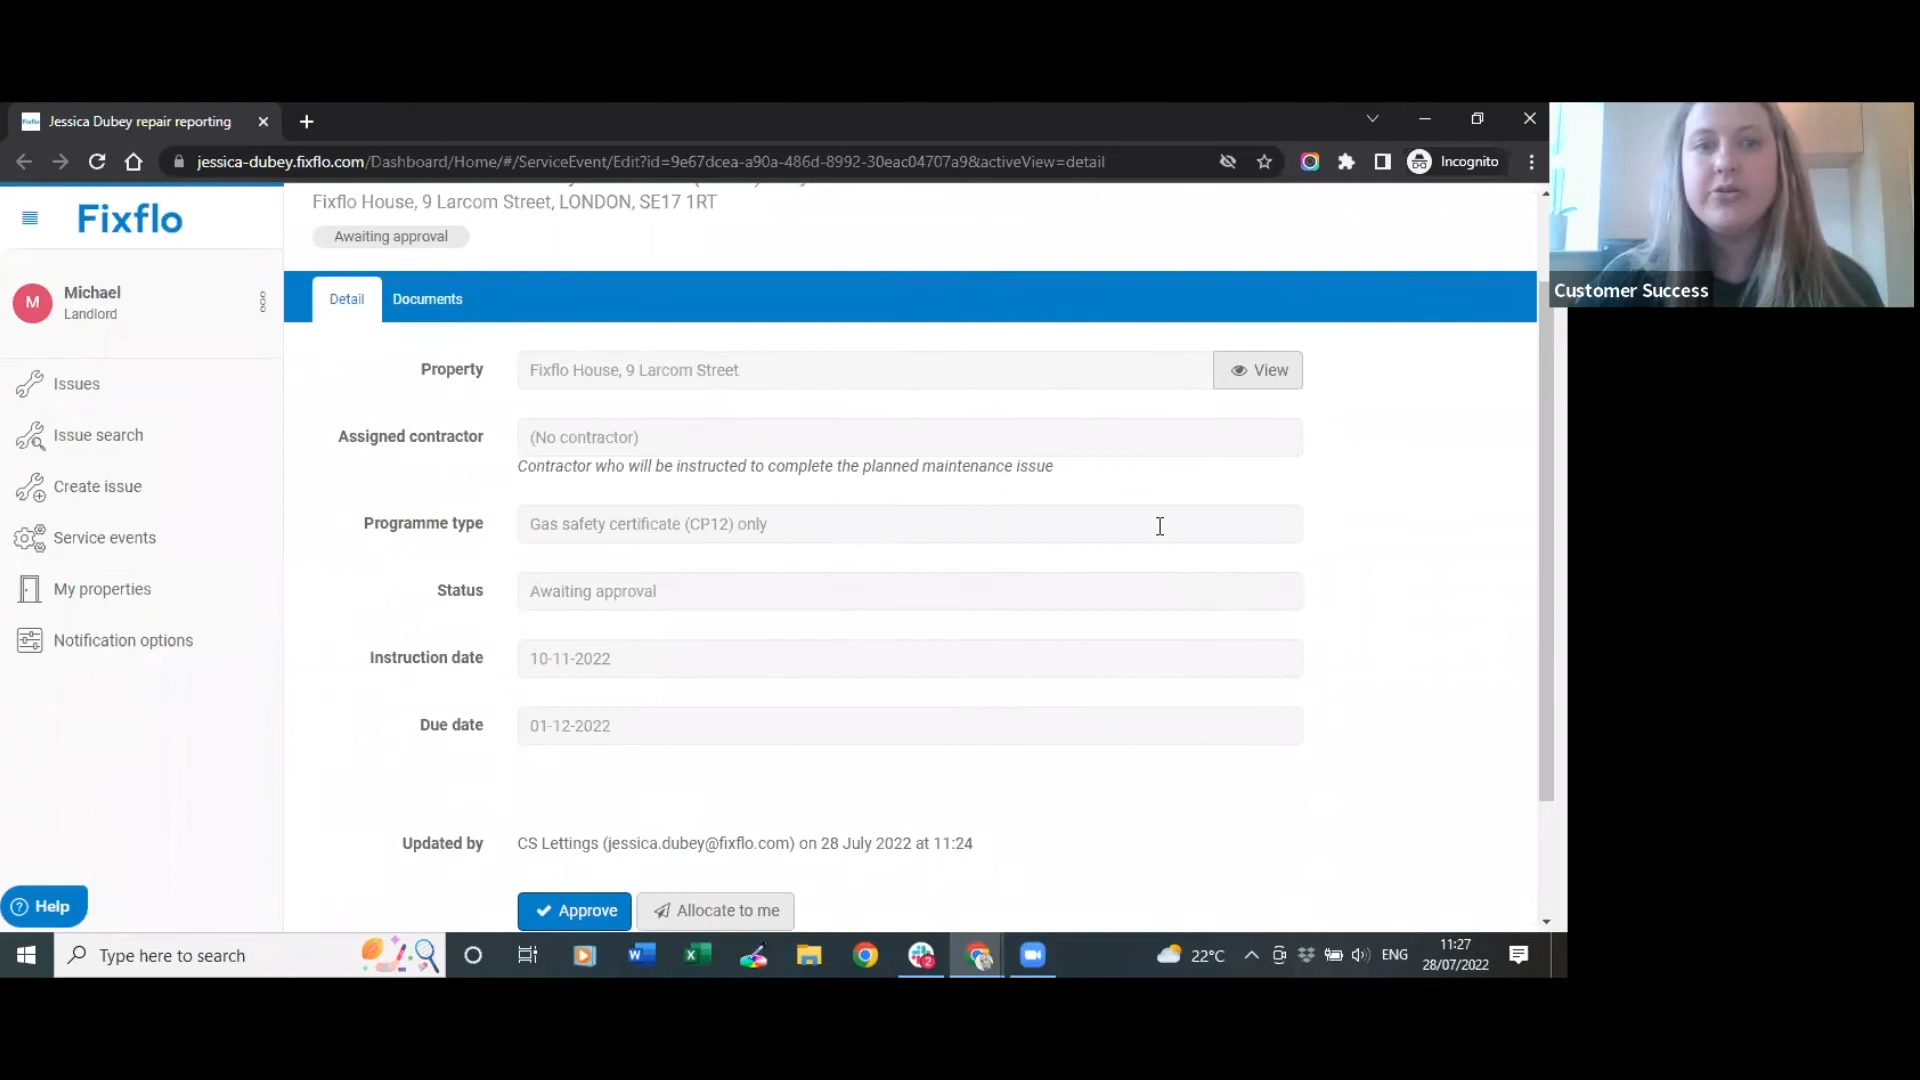 Jessica Dubey repair reporting
jessica-dubey.fixflo.com/Dashboard/Home/#/ServiceEvent/Edit?id=9e67dcea-a90a-486d-8992-30eac04707a9&activeView=detail
Incognito
Fixflo
Fixflo House, 9 Larcom Street, LONDON, SE17 1RT
Awaiting approval
Customer Success
M
Michael
Landlord
Detail
Documents
Issues
Issue search
Create issue
Service events
My properties
Notification options
Property
Fixflo House, 9 Larcom Street
View
Assigned contractor
(No contractor)
Contractor who will be instructed to complete the planned maintenance issue
Programme type
Gas safety certificate (CP12) only
Status
Awaiting approval
Instruction date
10-11-2022
Due date
01-12-2022
Updated by
CS Lettings (jessica.dubey@fixflo.com) on 28 July 2022 at 11:24
Approve
Allocate to me
Help
Type here to search
22°C
ENG
11:27
28/07/2022